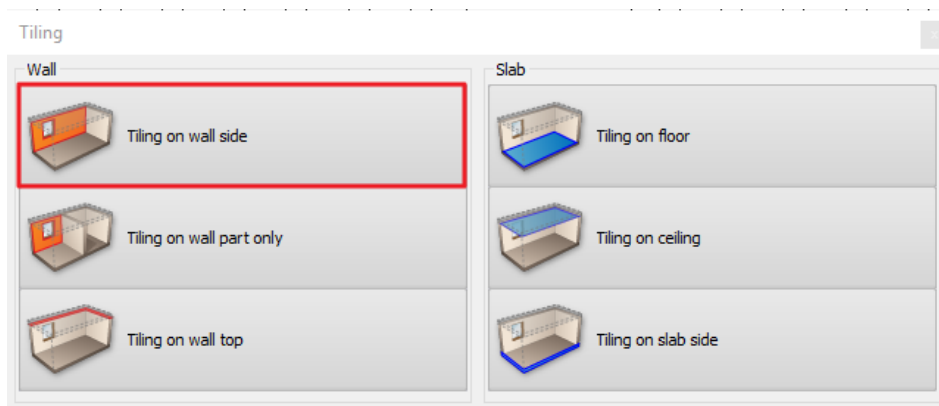 Tiling
Wall
Tiling on wall side
Tiling on wall part only
Tiling on wall top
Slab
Tiling on floor
Tiling on ceiling
Tiling on slab side